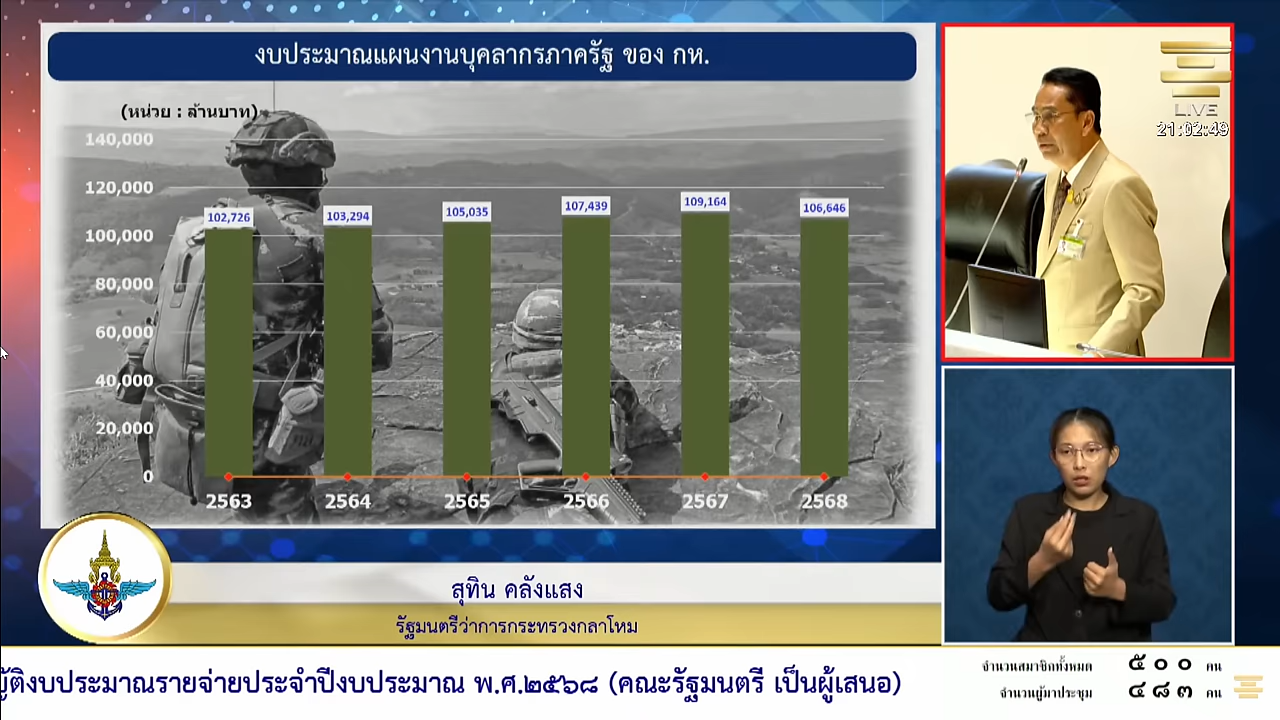 งบประมาณแผนงานบุคลากรภาครัฐ ของ กห.
(หน่วย : ล้านบาท)
140,000
120,000
100,000
80,000
60,000
40,000
20,000
0
102,726
103,294
105,035
107,439
109,164
106,646
2563
2564
2565
2566
2567
2568
LIVE
21:02:49
สุทิน คลังแสง
รัฐมนตรีว่าการกระทรวงกลาโหม
งบประมาณรายจ่ายประจำปีงบประมาณ พ.ศ.๒๕๖๘ (คณะรัฐมนตรี เป็นผู้เสนอ)
จำนวนสมาชิกทั้งหมด ๕๐๐ คน
จำนวนผู้มาประชุม ๔๘๓ คน